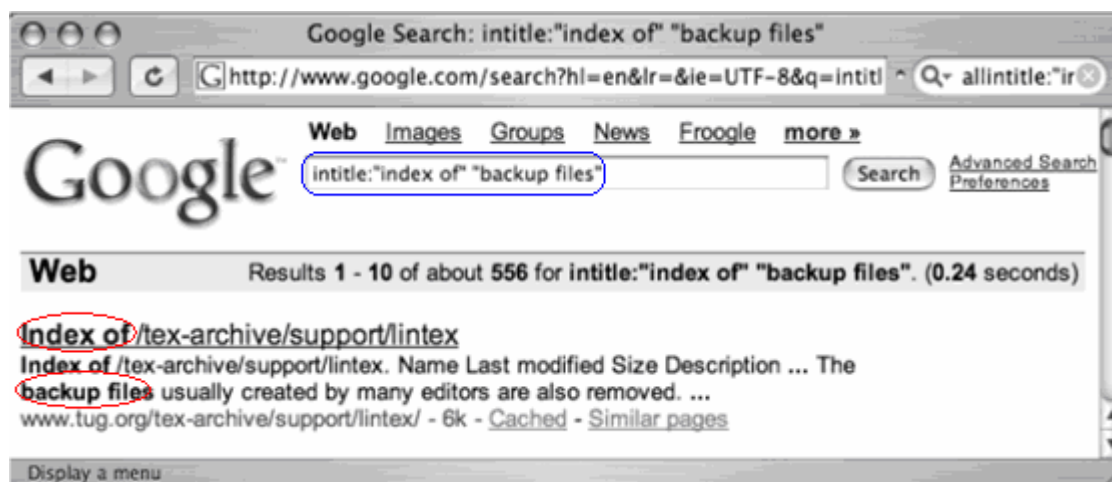 Google Search: intitle:"index of" "backup files"
http://www.google.com/search?hl=en&lr=&ie=UTF-8&q=intitl
allintitle:"ir
Web Images Groups News Froogle more »
Google
intitle:"index of" "backup files"
Search
Advanced Search
Preferences
Web Results 1 - 10 of about 556 for intitle:"index of" "backup files". (0.24 seconds)
Index of /tex-archive/support/lintex
Index of /tex-archive/support/lintex. Name Last modified Size Description ... The
backup files usually created by many editors are also removed. ...
www.tug.org/tex-archive/support/lintex/ - 6k - Cached - Similar pages
Display a menu